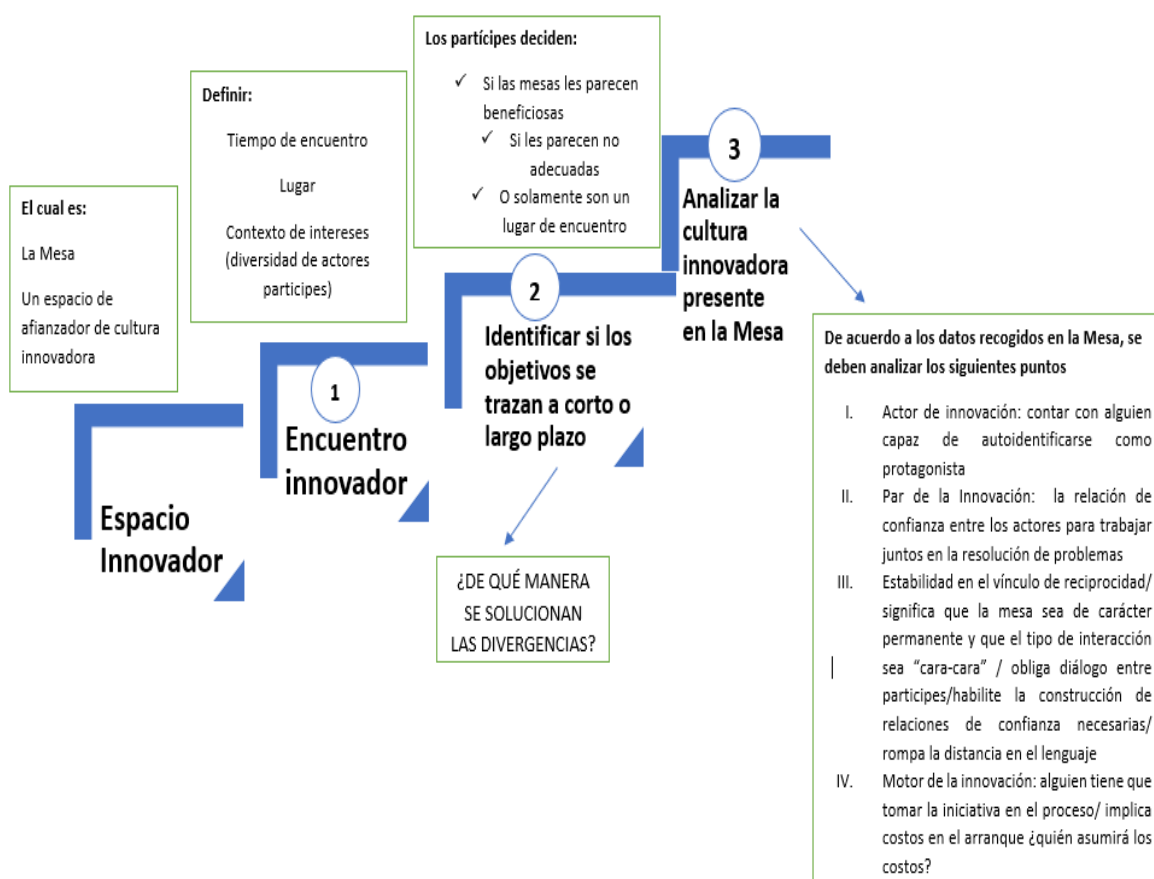 El cual es:
La Mesa
Un espacio de
afianzador de cultura
innovadora
Espacio
Innovador
Definir:
Tiempo de encuentro
Lugar
Contexto de intereses
(diversidad de actores
participes)
1
Encuentro
innovador
Los partícipes deciden:
✓ Si las mesas les parecen
beneficiosas
✓ Si les parecen no
adecuadas
✓ O solamente son un
lugar de encuentro
2
Identificar si los
objetivos se
trazan a corto o
largo plazo
¿DE QUÉ MANERA
SE SOLUCIONAN
LAS DIVERGENCIAS?
3
Analizar la
cultura
innovadora
presente
en la Mesa
De acuerdo a los datos recogidos en la Mesa, se
deben analizar los siguientes puntos
I. Actor de innovación: contar con alguien
capaz de autoidentificarse como
protagonista
II. Par de la Innovación: la relación de
confianza entre los actores para trabajar
juntos en la resolución de problemas
III. Estabilidad en el vínculo de reciprocidad/
significa que la mesa sea de carácter
permanente y que el tipo de interacción
sea “cara-cara” / obliga diálogo entre
participes/habilite la construcción de
relaciones de confianza necesarias/
rompa la distancia en el lenguaje
IV. Motor de la innovación: alguien tiene que
tomar la iniciativa en el proceso/ implica
costos en el arranque ¿quién asumirá los
costos?